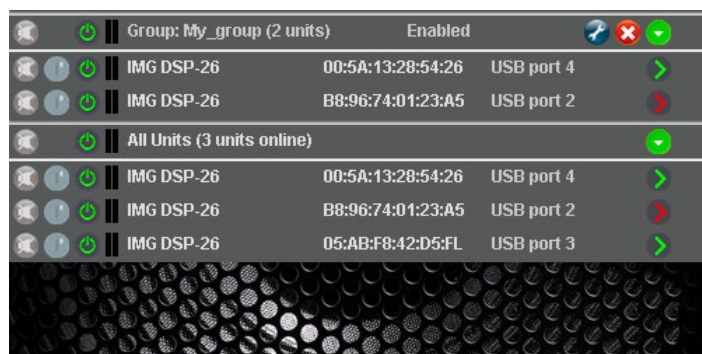 Group: My_group (2 units) Enabled
IMG DSP-26 00:5A:13:28:54:26 USB port 4
IMG DSP-26 B8:96:74:01:23:A5 USB port 2
All Units (3 units online)
IMG DSP-26 00:5A:13:28:54:26 USB port 4
IMG DSP-26 B8:96:74:01:23:A5 USB port 2
IMG DSP-26 05:AB:F8:42:D5:FL USB port 3